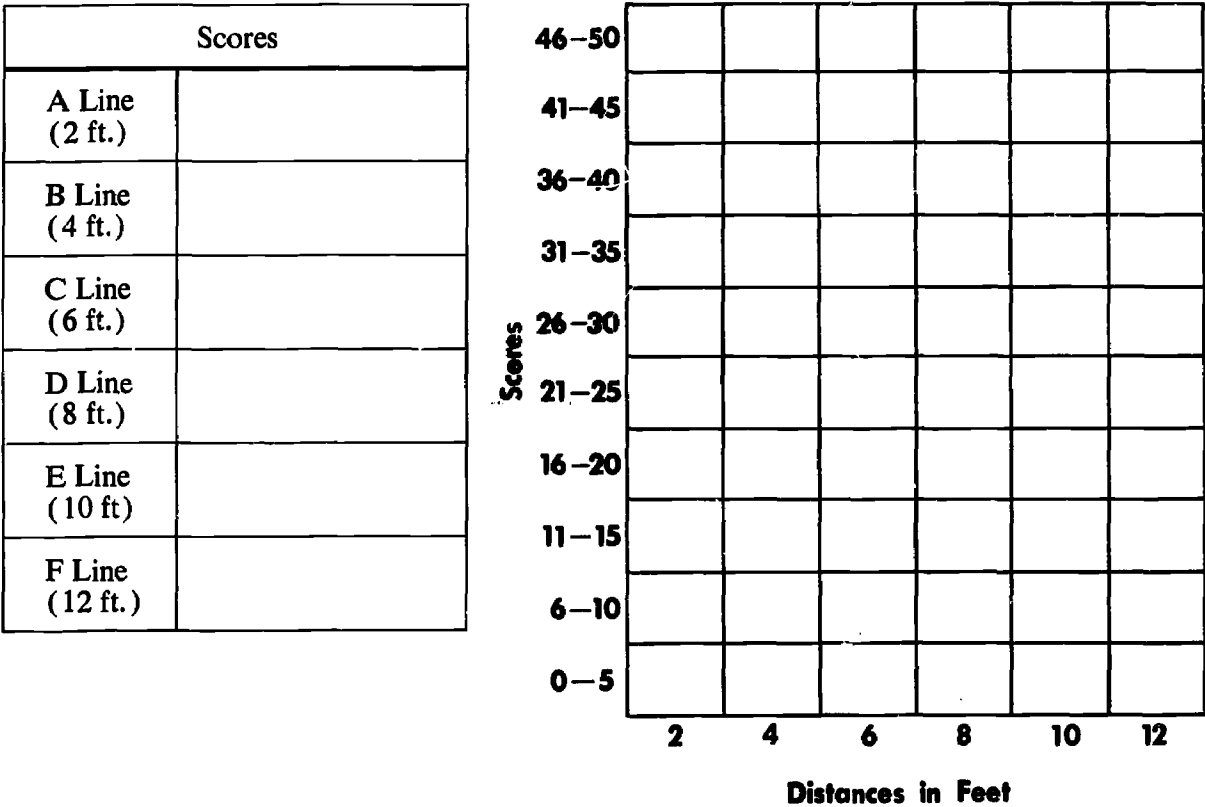 Scores
A Line
(2 ft.)
B Line
(4 ft.)
C Line
(6 ft.)
D Line
(8 ft.)
E Line
(10 ft)
F Line
(12 ft.)
Scores
46–50
41–45
36–40
31–35
26–30
21–25
16–20
11–15
6–10
0–5
2 4 6 8 10 12
Distances in Feet